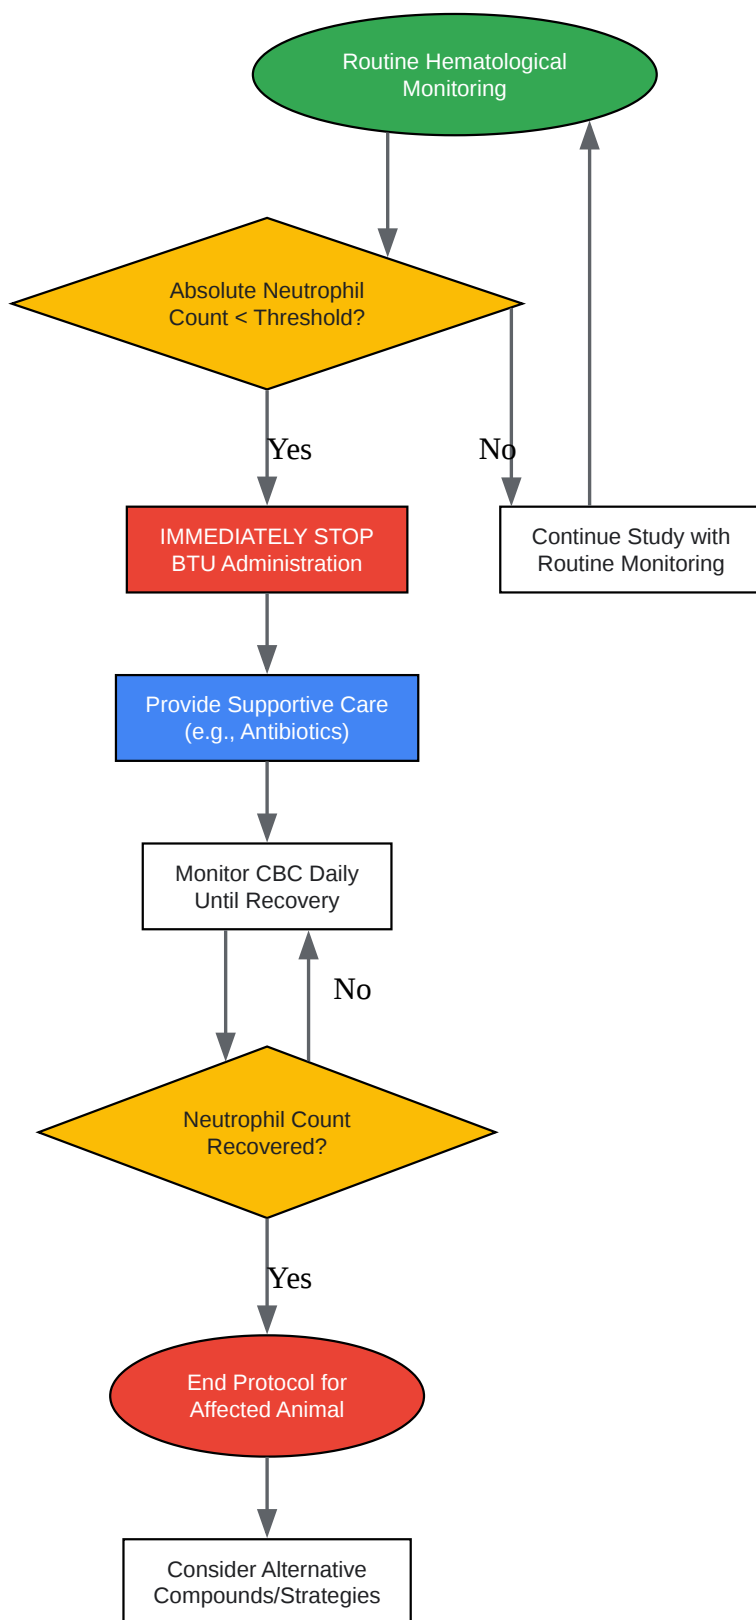 Routine Hematological
Monitoring
Absolute Neutrophil
Count < Threshold?
Yes
No
IMMEDIATELY STOP
BTU Administration
Continue Study with
Routine Monitoring
Provide Supportive Care
(e.g., Antibiotics)
Monitor CBC Daily
Until Recovery
No
Neutrophil Count
Recovered?
Yes
End Protocol for
Affected Animal
Consider Alternative
Compounds/Strategies